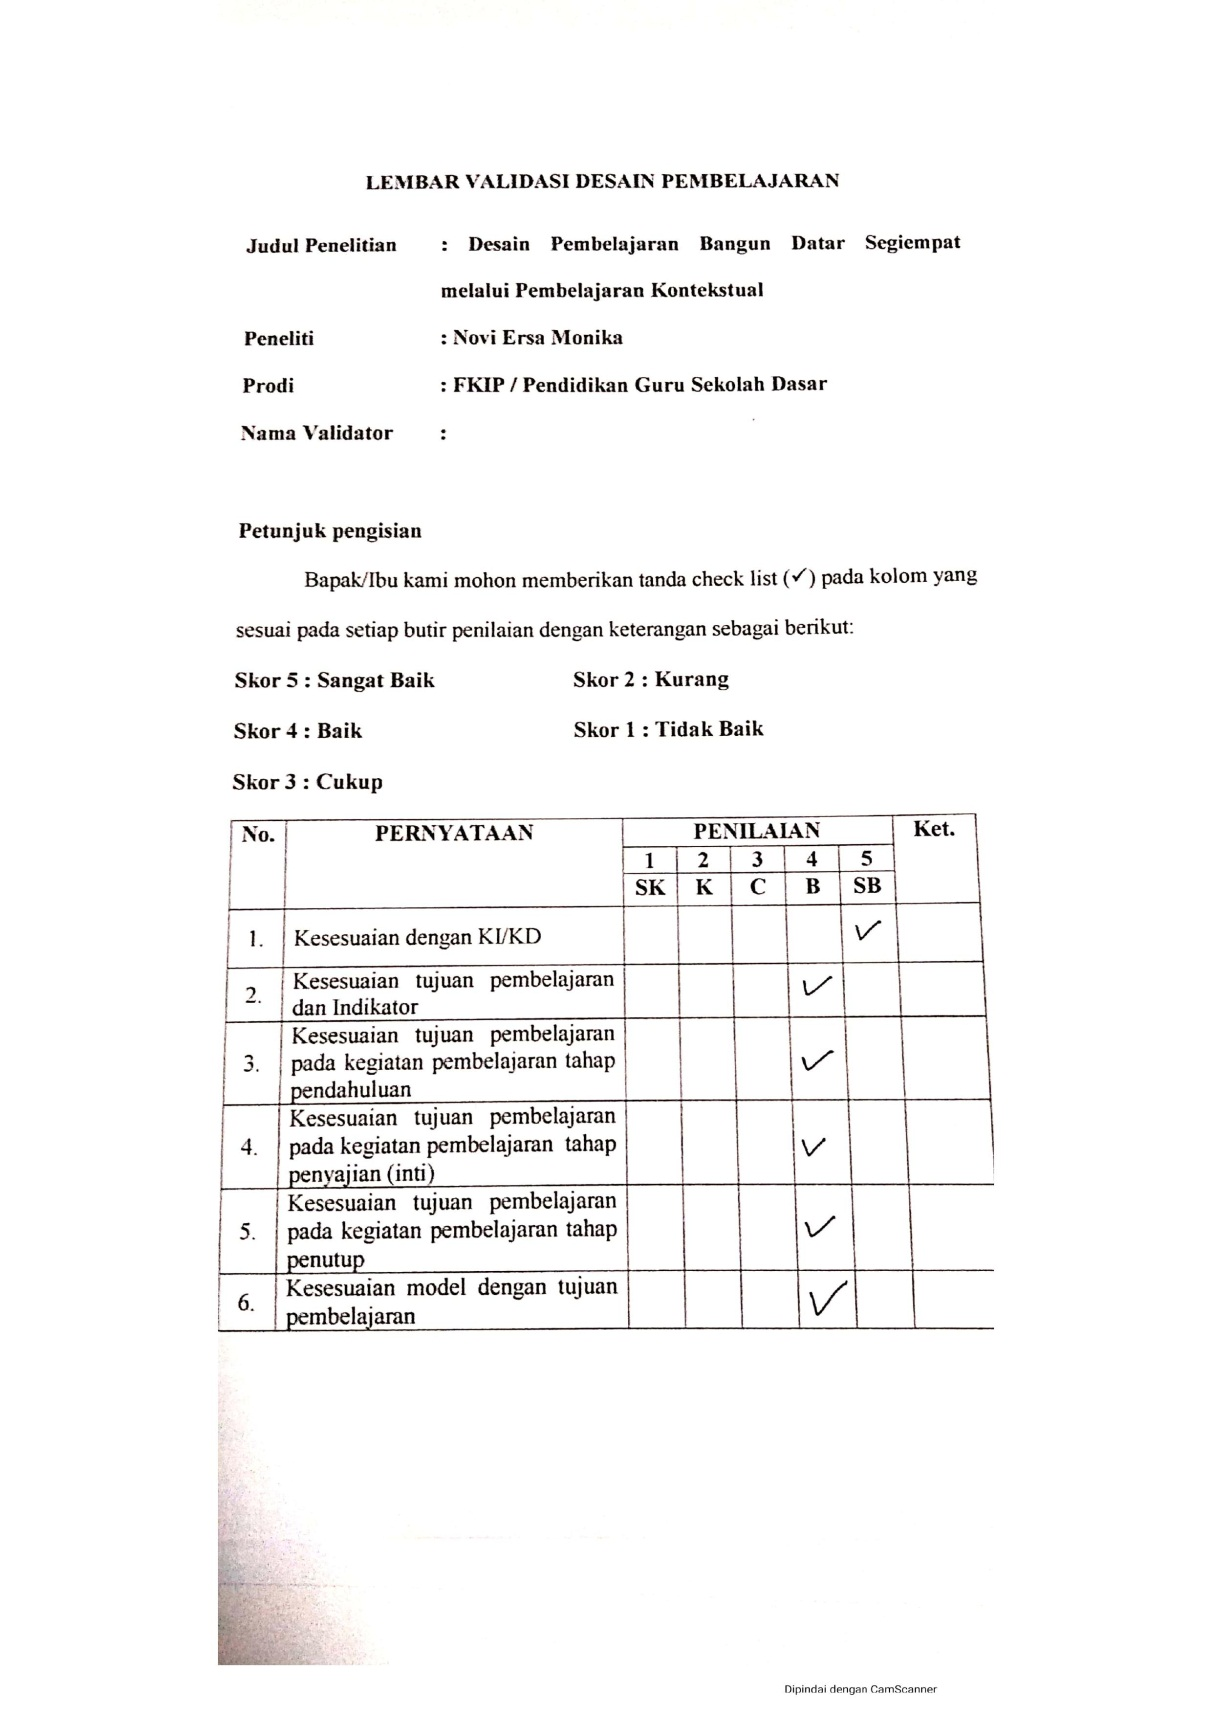 LEMBAR VALIDASI DESAIN PEMBELAJARAN
Judul Penelitian : Desain Pembelajaran Bangun Datar Segiempat
melalui Pembelajaran Kontekstual
Peneliti : Novi Ersa Monika
Prodi : FKIP / Pendidikan Guru Sekolah Dasar
Nama Validator :
Petunjuk pengisian
Bapak/Ibu kami mohon memberikan tanda check list (✓) pada kolom yang
sesuai pada setiap butir penilaian dengan keterangan sebagai berikut:
Skor 5 : Sangat Baik Skor 2 : Kurang
Skor 4 : Baik Skor 1 : Tidak Baik
Skor 3 : Cukup
No. PERNYATAAN PENILAIAN Ket.
1 2 3 4 5
SK K C B SB
1. Kesesuaian dengan KI/KD ✓
2. Kesesuaian tujuan pembelajaran
dan Indikator ✓
3. Kesesuaian tujuan pembelajaran
pada kegiatan pembelajaran tahap ✓
pendahuluan
4. Kesesuaian tujuan pembelajaran
pada kegiatan pembelajaran tahap ✓
penyajian (inti)
5. Kesesuaian tujuan pembelajaran
pada kegiatan pembelajaran tahap ✓
penutup
6. Kesesuaian model dengan tujuan
pembelajaran ✓
Dipindai dengan CamScanner